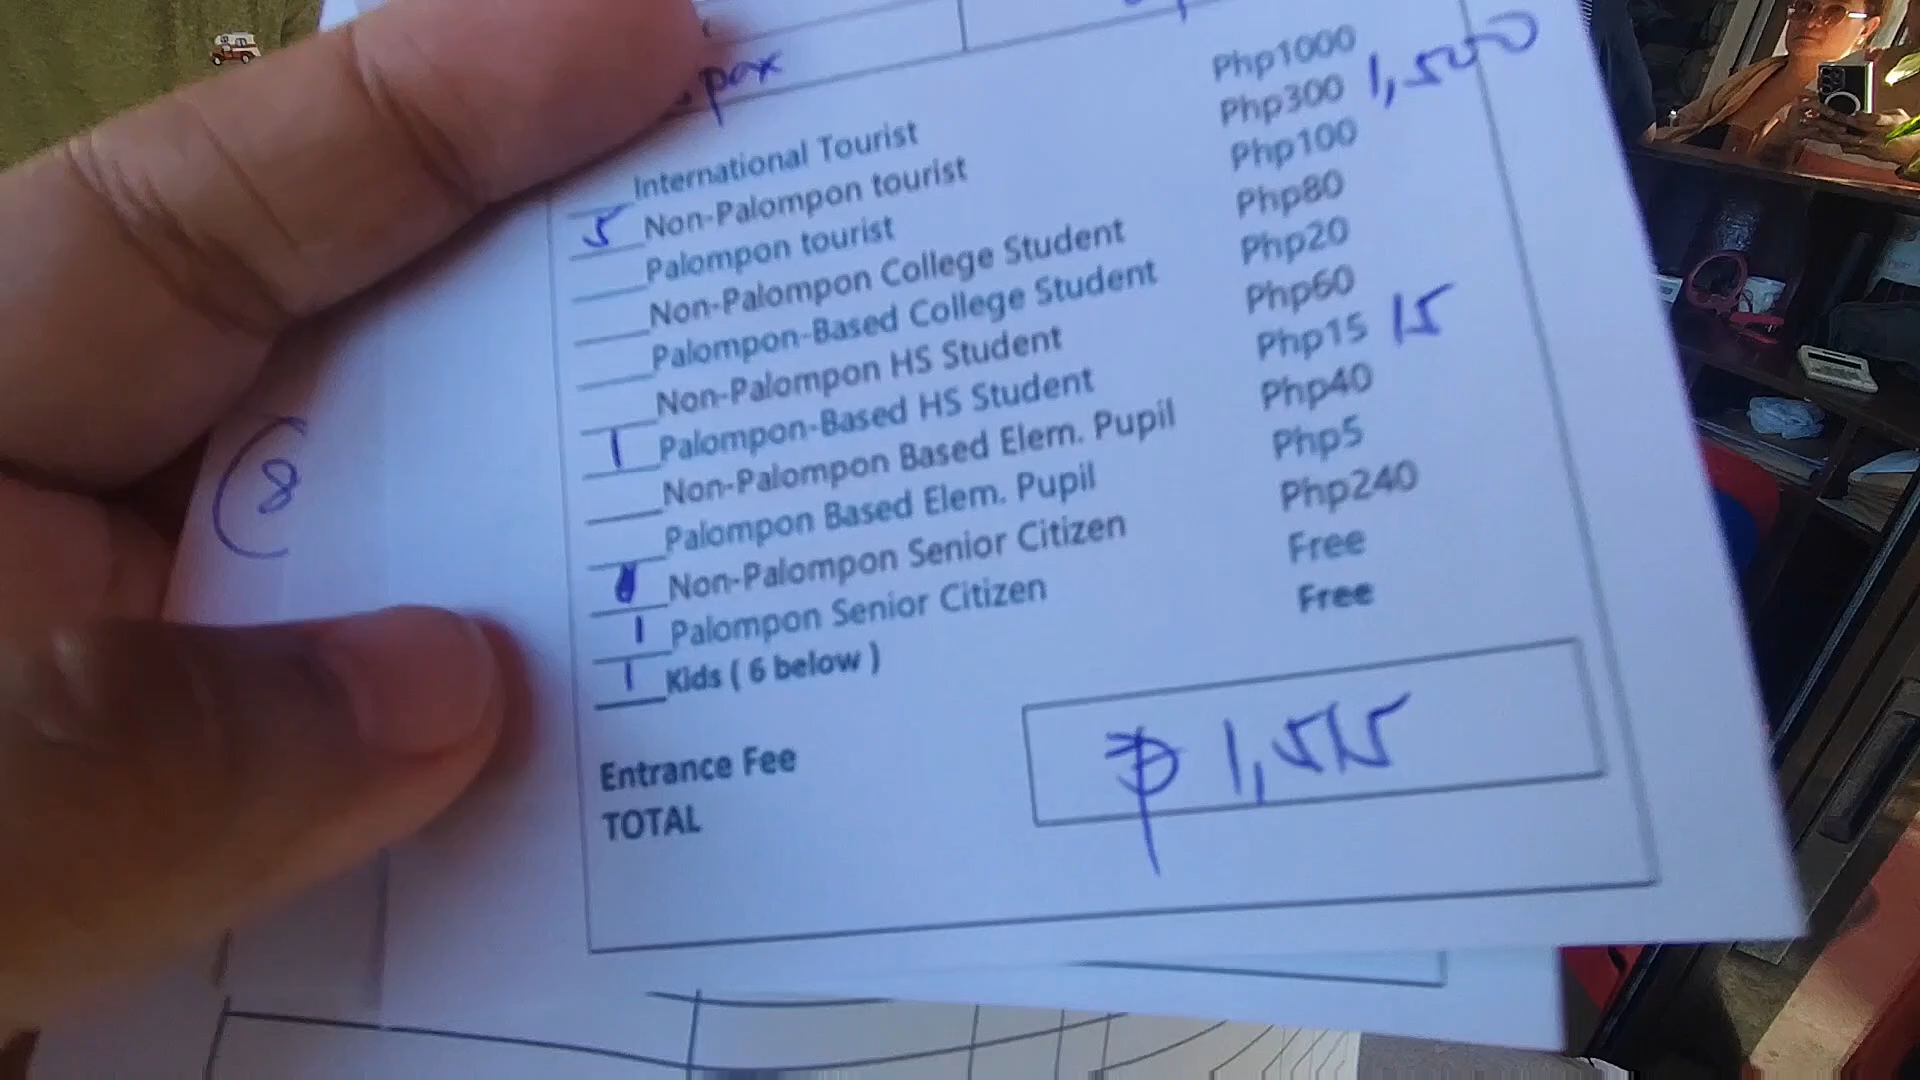 pax
International Tourist Php1000
5 Non-Palompon tourist Php300 1,500
Palompon tourist Php100
Non-Palompon College Student Php80
Palompon-Based College Student Php20
Non-Palompon HS Student Php60
1 Palompon-Based HS Student Php15 15
Non-Palompon Based Elem. Pupil Php40
Palompon Based Elem. Pupil Php5
Non-Palompon Senior Citizen Php240
1 Palompon Senior Citizen Free
1 Kids ( 6 below ) Free
8
Entrance Fee
TOTAL ₱ 1,515